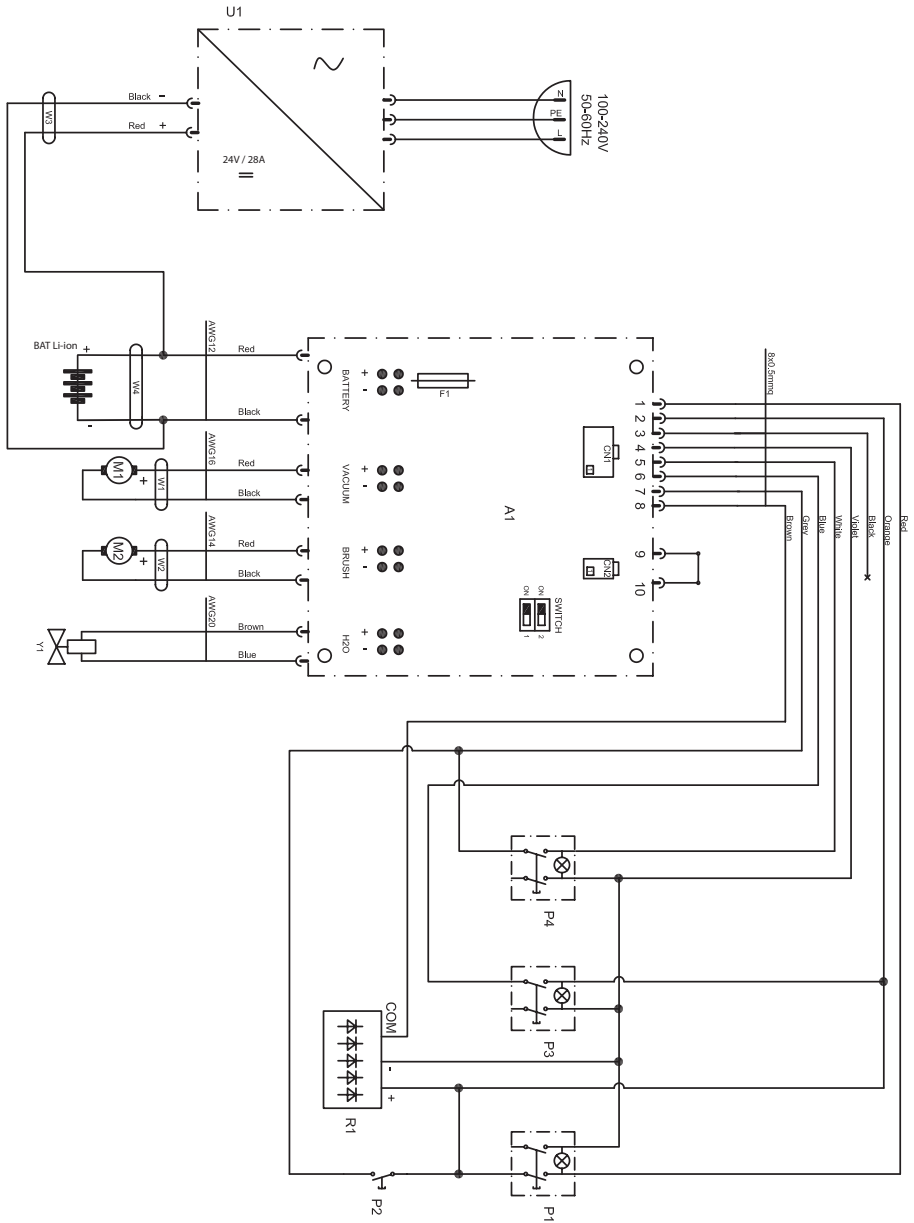 U1
100-240V
50-60Hz
N
PE
L
Black -
Red +
W3
24V / 28A
BAT Li-ion
+
-
W4
AWG12
Red
Black
BATTERY
+
-
F1
M1
+
W1
AWG16
Red
Black
VACUUM
+
-
M2
+
W2
AWG14
Red
Black
BRUSH
+
-
Y1
AWG20
Brown
Blue
H2O
+
-
A1
CN1
1
CN2
1
SWITCH
ON
ON
1
2
1
2
3
4
5
6
7
8
9
10
8x0.5mmq
Red
Orange
Black
Violet
White
Blue
Grey
Brown
P4
P3
COM
-
+
R1
P2
P1